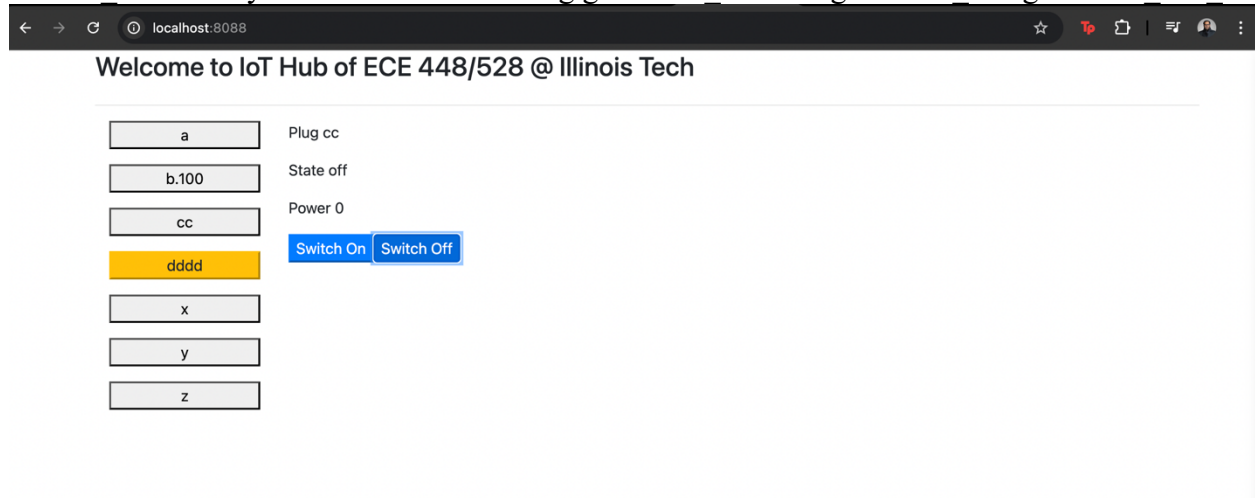 localhost:8088
Welcome to IoT Hub of ECE 448/528 @ Illinois Tech
a
Plug cc
b.100
State off
cc
Power 0
Switch On Switch Off
dddd
x
y
z